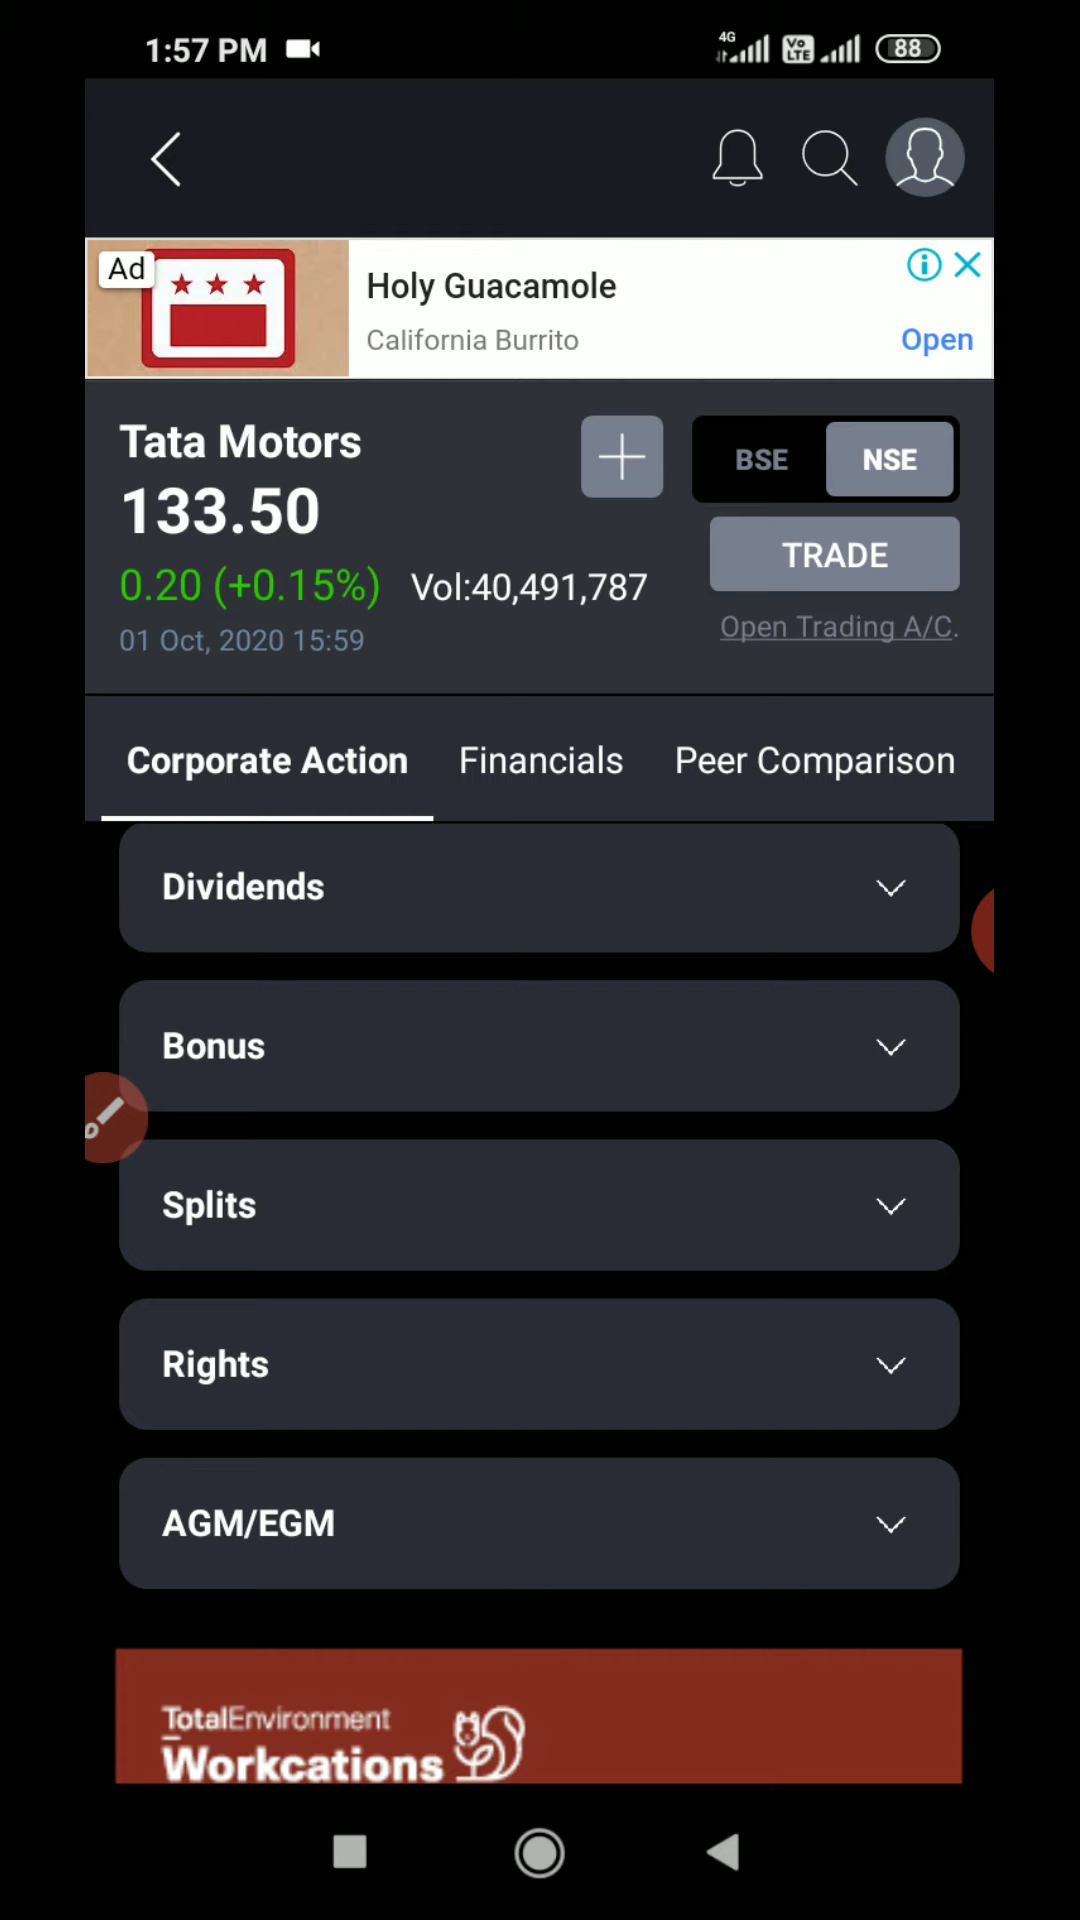 1:57 PM
4G
Vo LTE
88
Ad
Holy Guacamole
California Burrito
Open
Tata Motors
BSE
NSE
133.50
TRADE
0.20 (+0.15%)
Vol:40,491,787
Open Trading A/C.
01 Oct, 2020 15:59
Corporate Action
Financials
Peer Comparison
Dividends
Bonus
Splits
Rights
AGM/EGM
TotalEnvironment
Workcations